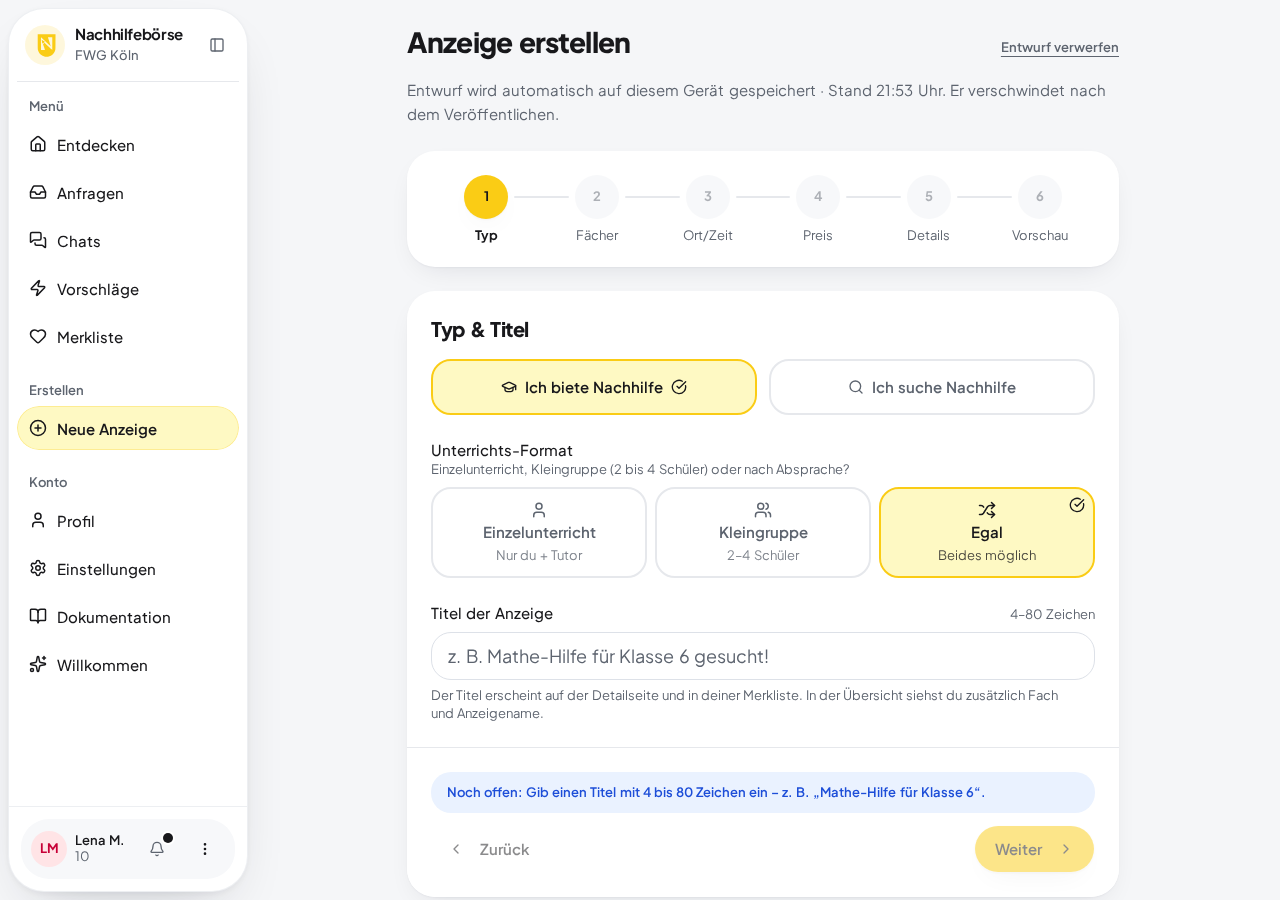 Nachhilfebörse
FWG Köln
Menü
Entdecken
Anfragen
Chats
Vorschläge
Merkliste
Erstellen
Neue Anzeige
Konto
Profil
Einstellungen
Dokumentation
Willkommen
LM
Lena M.
10
Anzeige erstellen
Entwurf verwerfen
Entwurf wird automatisch auf diesem Gerät gespeichert · Stand 21:53 Uhr. Er verschwindet nach
dem Veröffentlichen.
1 2 3 4 5 6
Typ Fächer Ort/Zeit Preis Details Vorschau
Typ & Titel
Ich biete Nachhilfe
Ich suche Nachhilfe
Unterrichts-Format
Einzelunterricht, Kleingruppe (2 bis 4 Schüler) oder nach Absprache?
Einzelunterricht
Nur du + Tutor
Kleingruppe
2–4 Schüler
Egal
Beides möglich
Titel der Anzeige
4–80 Zeichen
z. B. Mathe-Hilfe für Klasse 6 gesucht!
Der Titel erscheint auf der Detailseite und in deiner Merkliste. In der Übersicht siehst du zusätzlich Fach
und Anzeigename.
Noch offen: Gib einen Titel mit 4 bis 80 Zeichen ein – z. B. „Mathe-Hilfe für Klasse 6“.
Zurück
Weiter